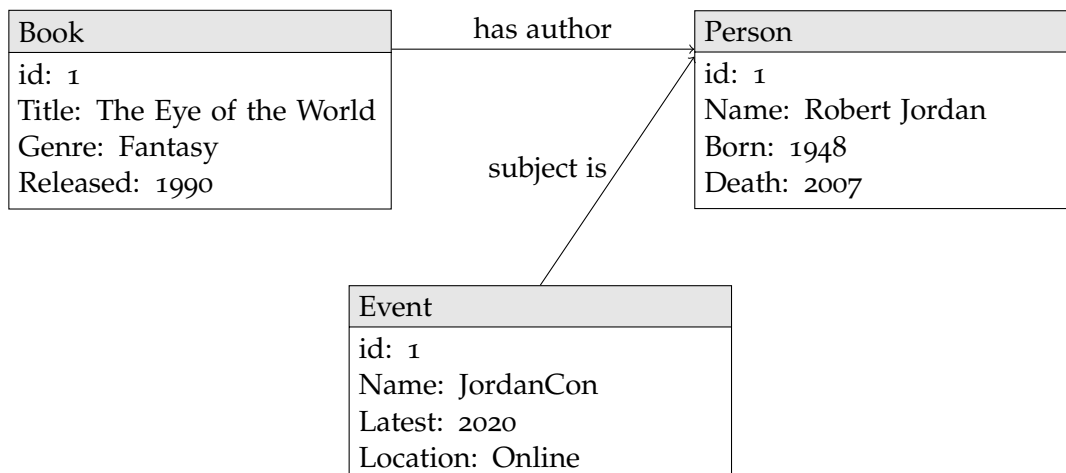 Book
id: 1
Title: The Eye of the World
Genre: Fantasy
Released: 1990
has author
Person
id: 1
Name: Robert Jordan
Born: 1948
Death: 2007
subject is
Event
id: 1
Name: JordanCon
Latest: 2020
Location: Online